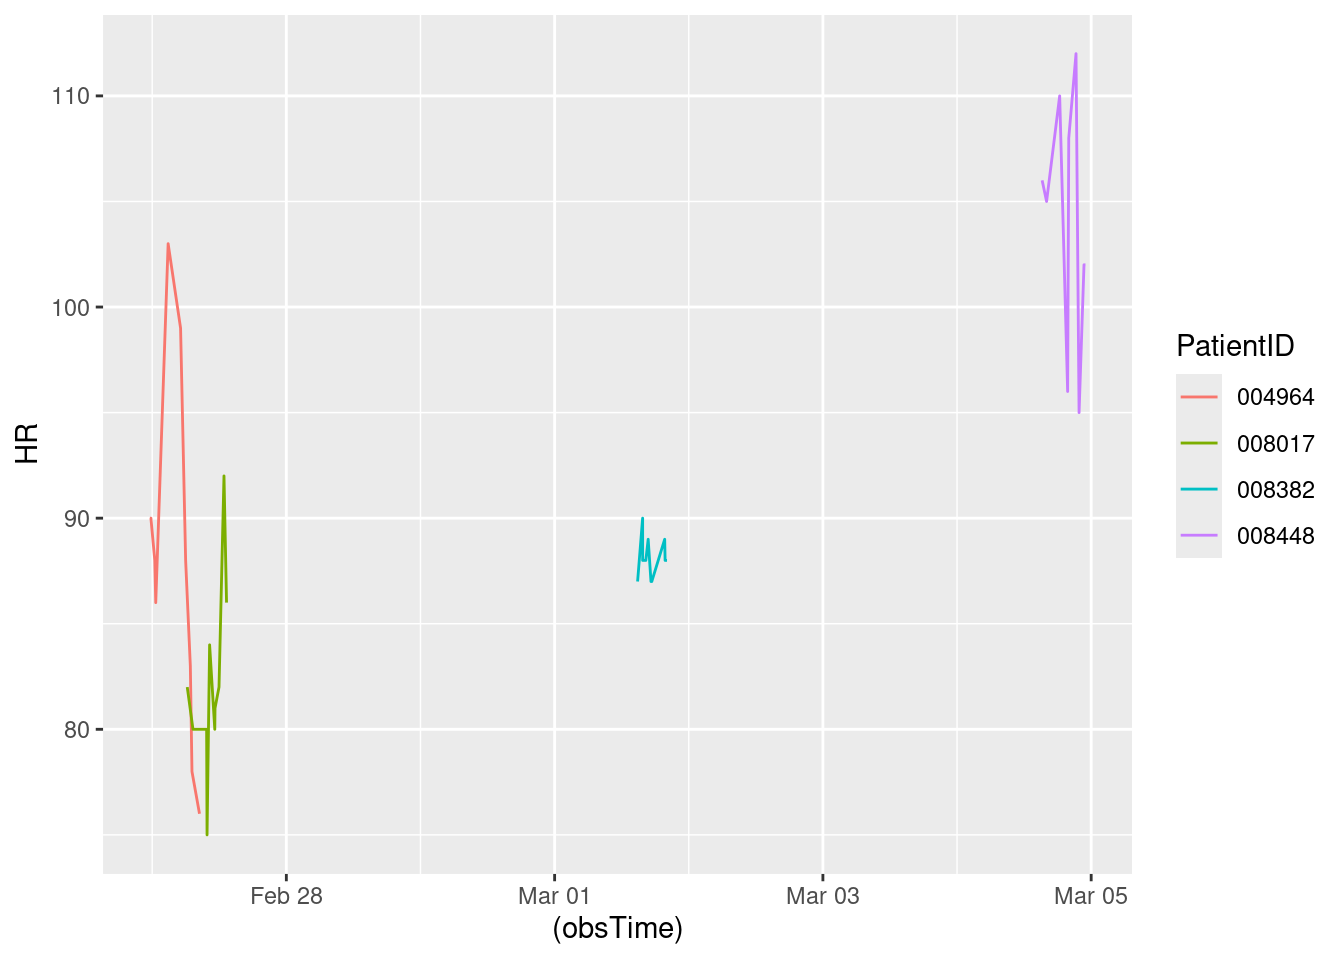 110
100
90
80
HR
Feb 28
Mar 01
Mar 03
Mar 05
(obsTime)
PatientID
004964
008017
008382
008448